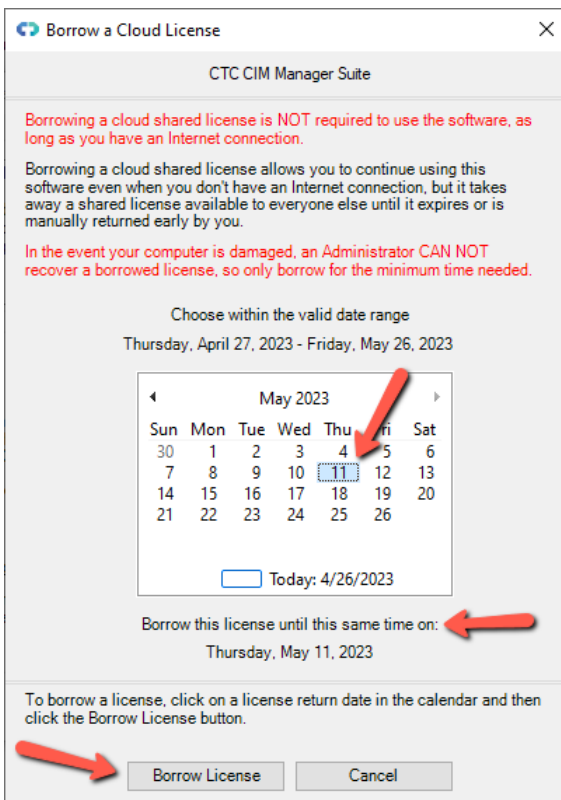 Borrow a Cloud License
CTC CIM Manager Suite
Borrowing a cloud shared license is NOT required to use the software, as
long as you have an Internet connection.
Borrowing a cloud shared license allows you to continue using this
software even when you don't have an Internet connection, but it takes
away a shared license available to everyone else until it expires or is
manually returned early by you.
In the event your computer is damaged, an Administrator CAN NOT
recover a borrowed license, so only borrow for the minimum time needed.
Choose within the valid date range
Thursday, April 27, 2023 - Friday, May 26, 2023
May 2023
Sun Mon Tue Wed Thu Fri Sat
30 1 2 3 4 5 6
7 8 9 10 11 12 13
14 15 16 17 18 19 20
21 22 23 24 25 26
Today: 4/26/2023
Borrow this license until this same time on:
Thursday, May 11, 2023
To borrow a license, click on a license return date in the calendar and then
click the Borrow License button.
Borrow License Cancel